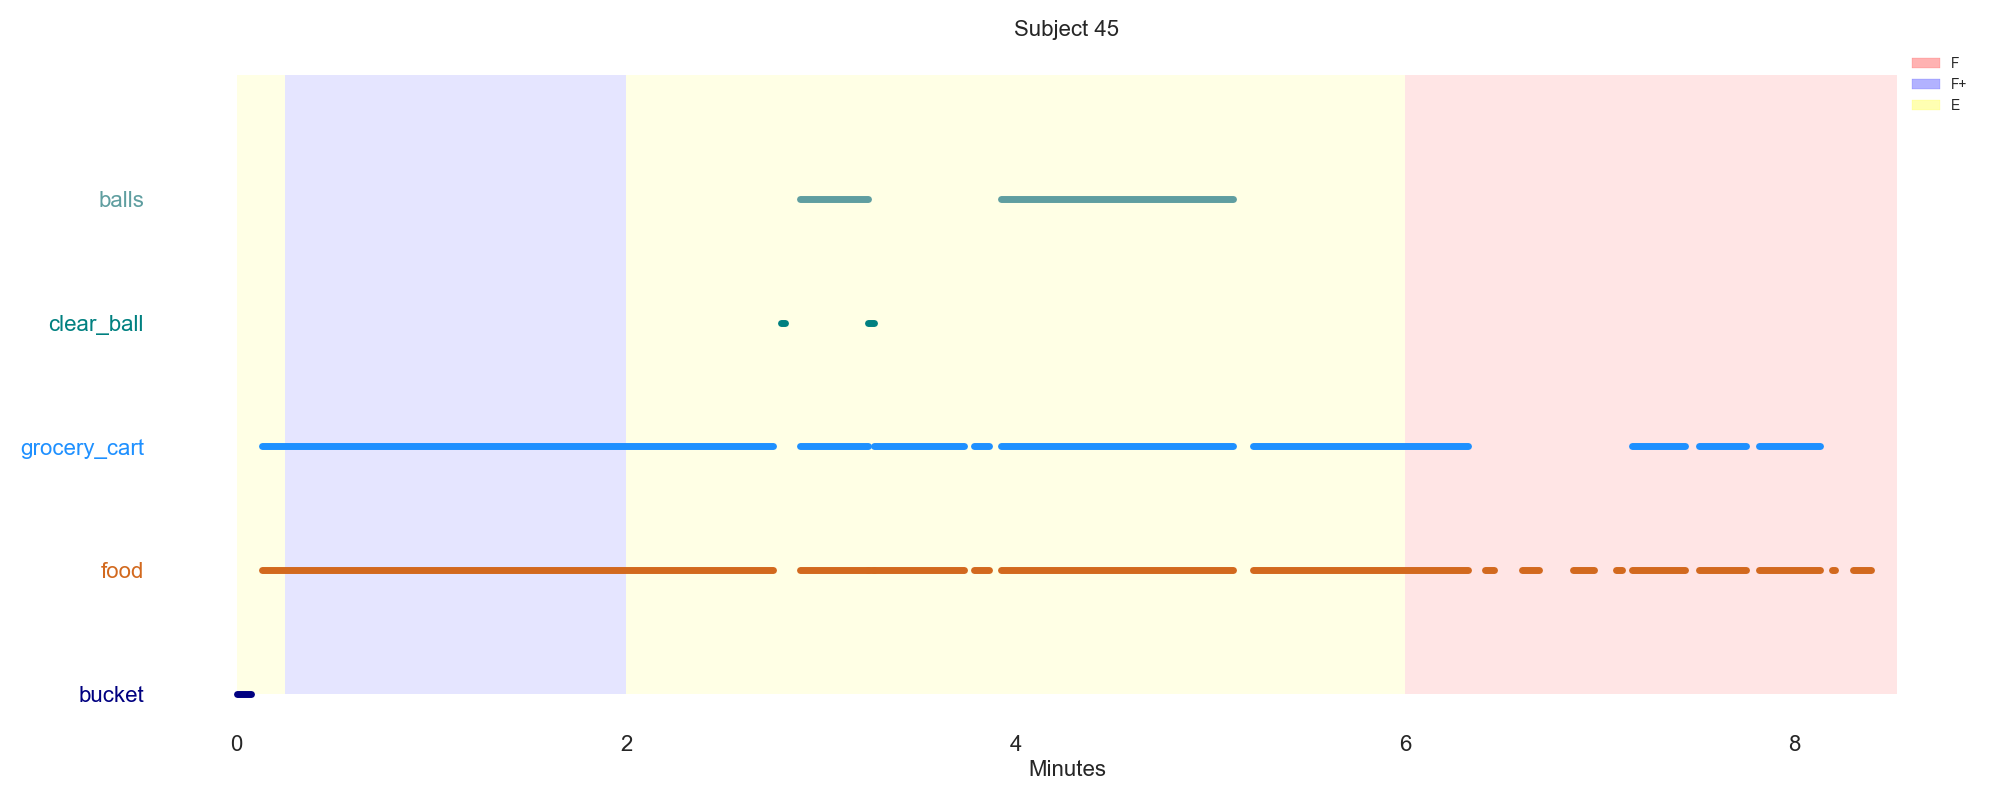 Subject 45
F
F+
E
balls
clear_ball
grocery_cart
food
bucket
0 2 4 6 8
Minutes